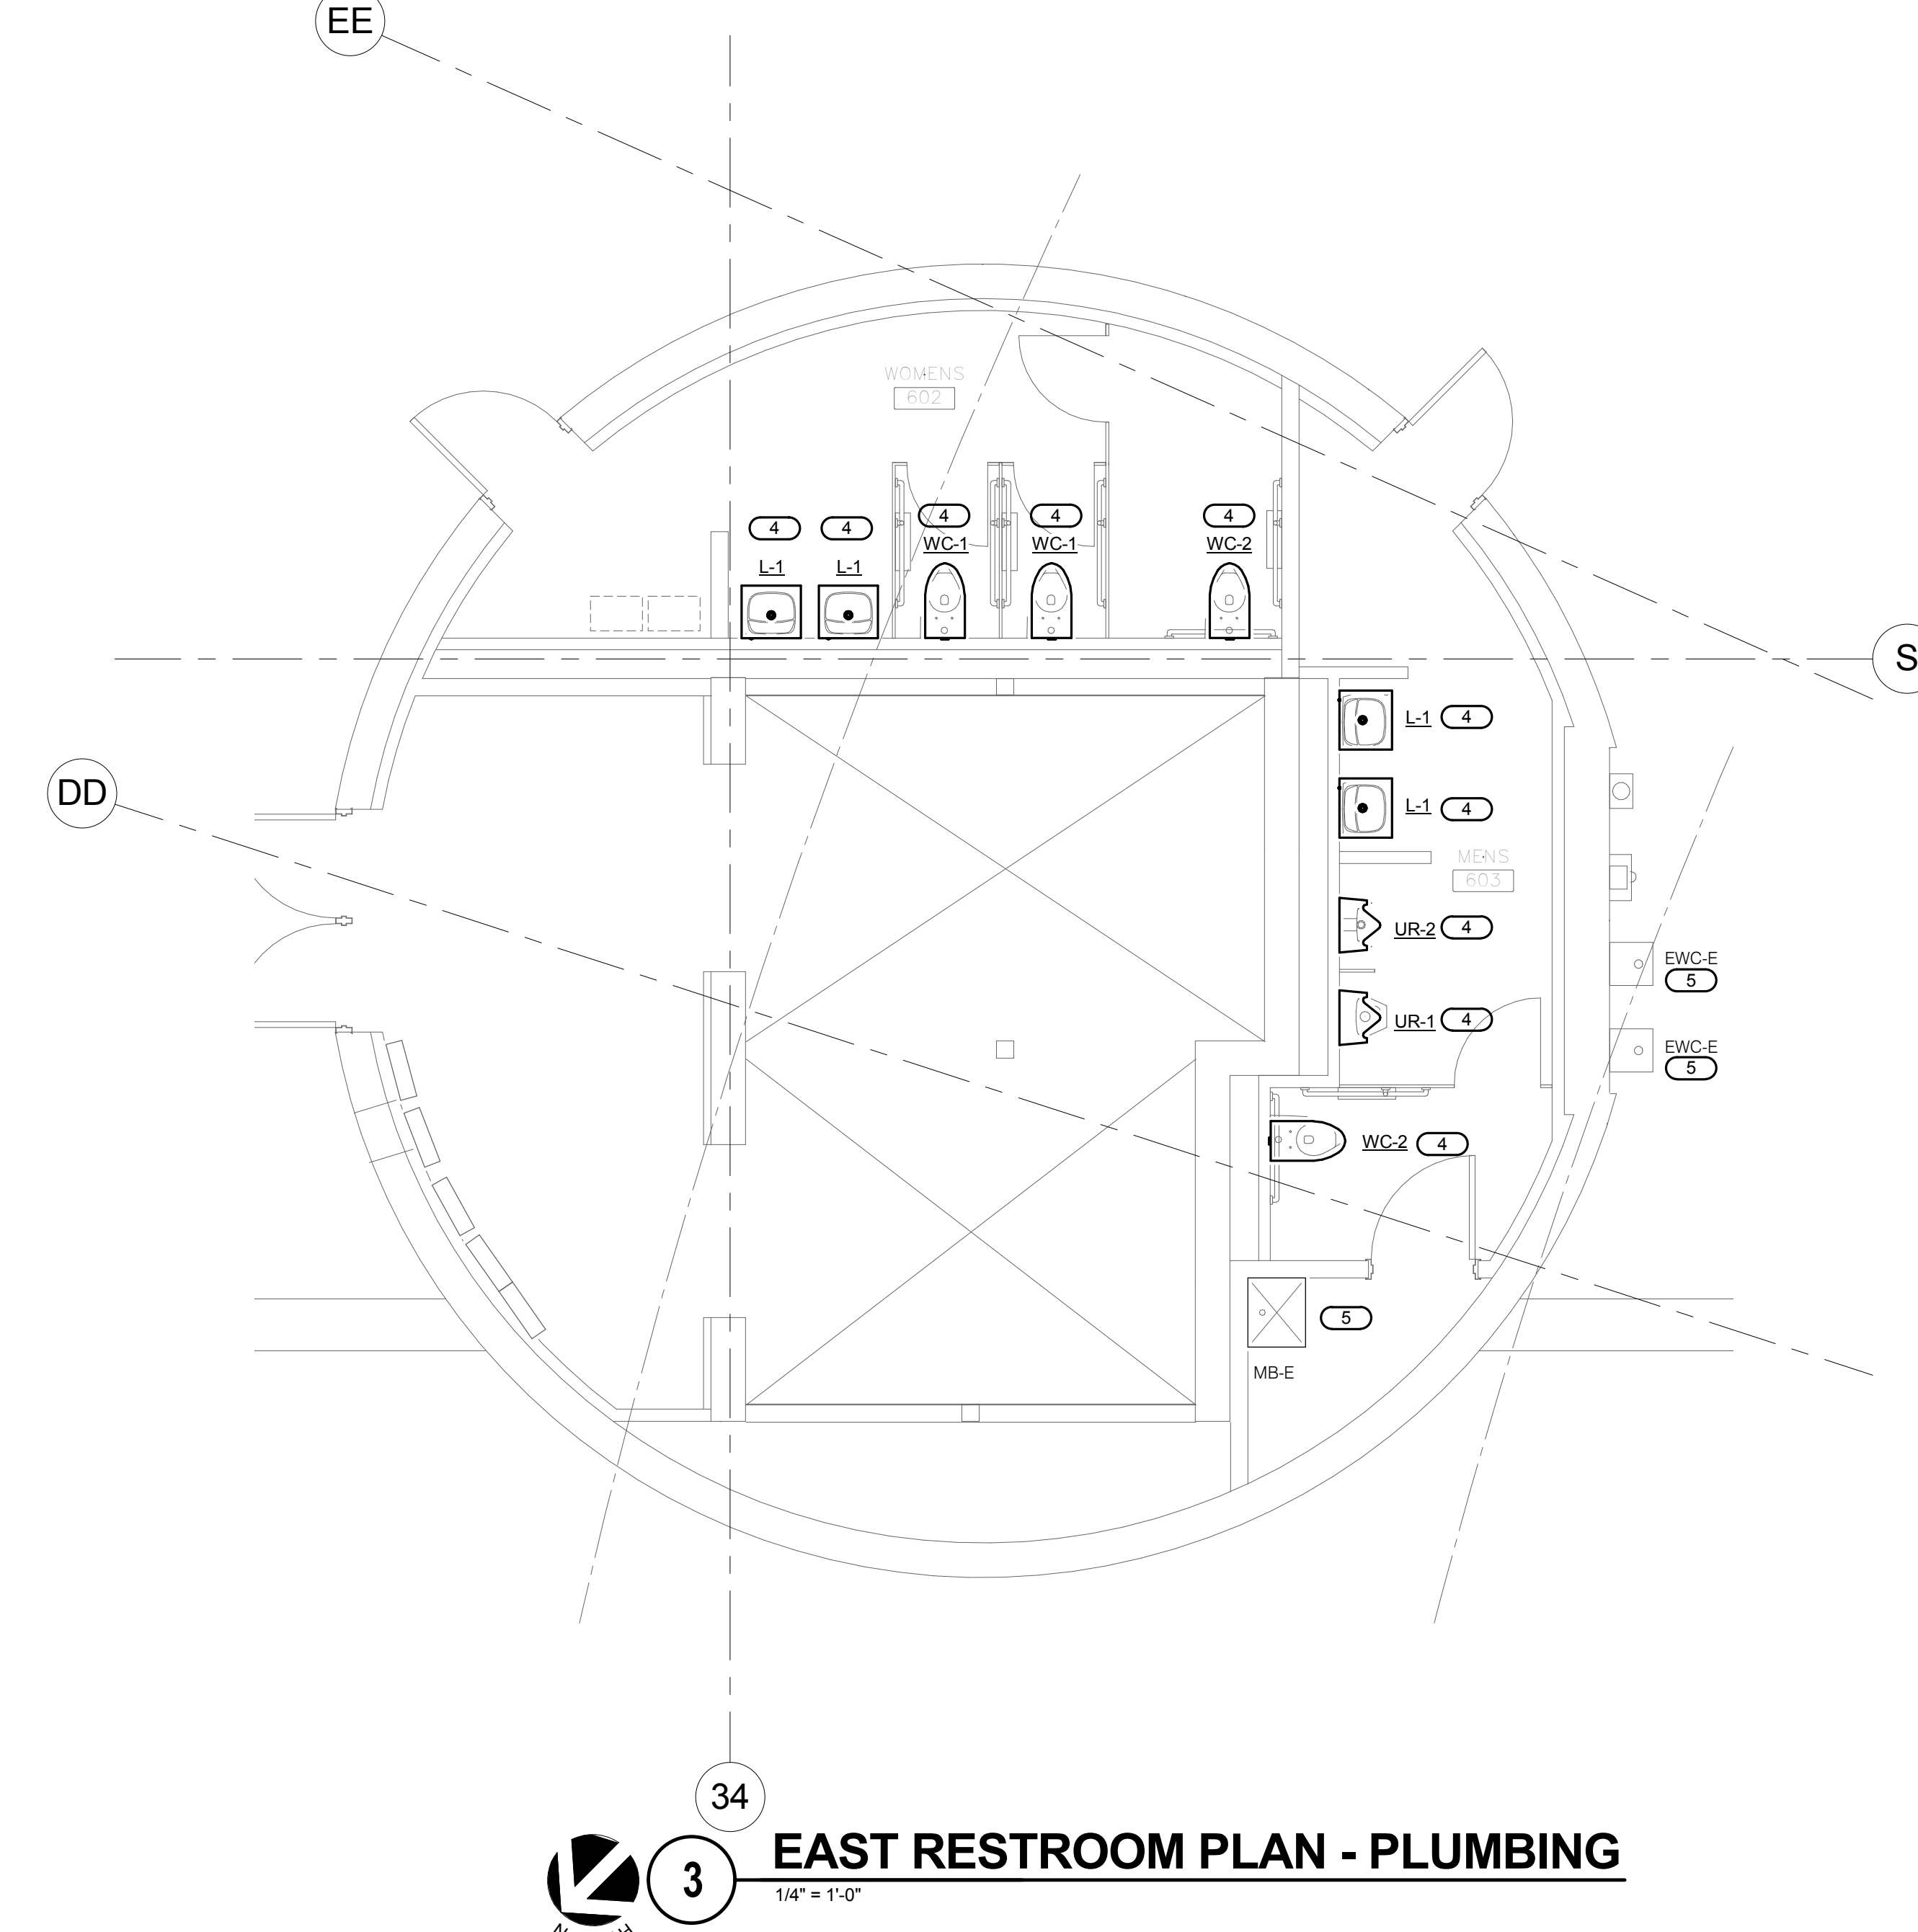 EE
WOMENS
602
4
4
4
4
4
WC-1
WC-1
WC-2
L-1
L-1
S
L-1
4
DD
L-1
4
MENS
603
UR-2
4
EWC-E
5
UR-1
4
EWC-E
5
WC-2
4
5
MB-E
34
3
EAST RESTROOM PLAN - PLUMBING
1/4" = 1'-0"